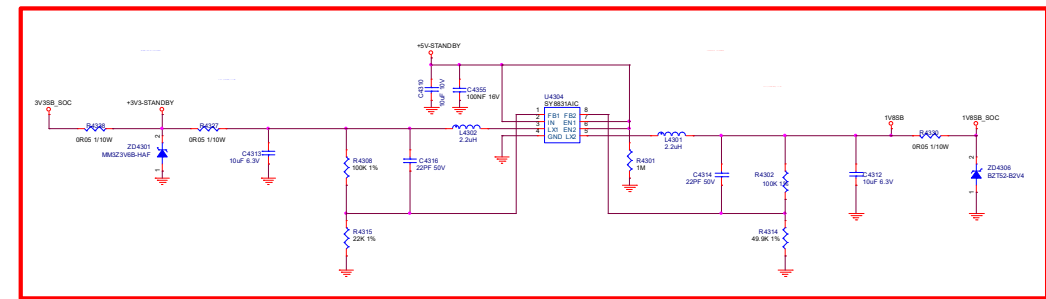 +5V-STANDBY
C4310
10uF 10V
C4355
100NF 16V
U4304
SY8831AIC
1
2
3
4
FB1 FB2
IN EN1
LX1 EN2
GND LX2
8
7
6
5
3V3SB_SOC
+3V3-STANDBY
R4338
0R05 1/10W
R4327
0R05 1/10W
2
ZD4301
MM3Z3V6B-HAF
1
C4313
10uF 6.3V
L4302
2.2uH
R4308
100K 1%
C4316
22PF 50V
R4315
22K 1%
L4301
2.2uH
R4301
1M
C4314
22PF 50V
R4302
100K 1%
R4314
49.9K 1%
C4312
10uF 6.3V
1V8SB
1V8SB_SOC
R4330
0R05 1/10W
2
ZD4306
BZT52-B2V4
1